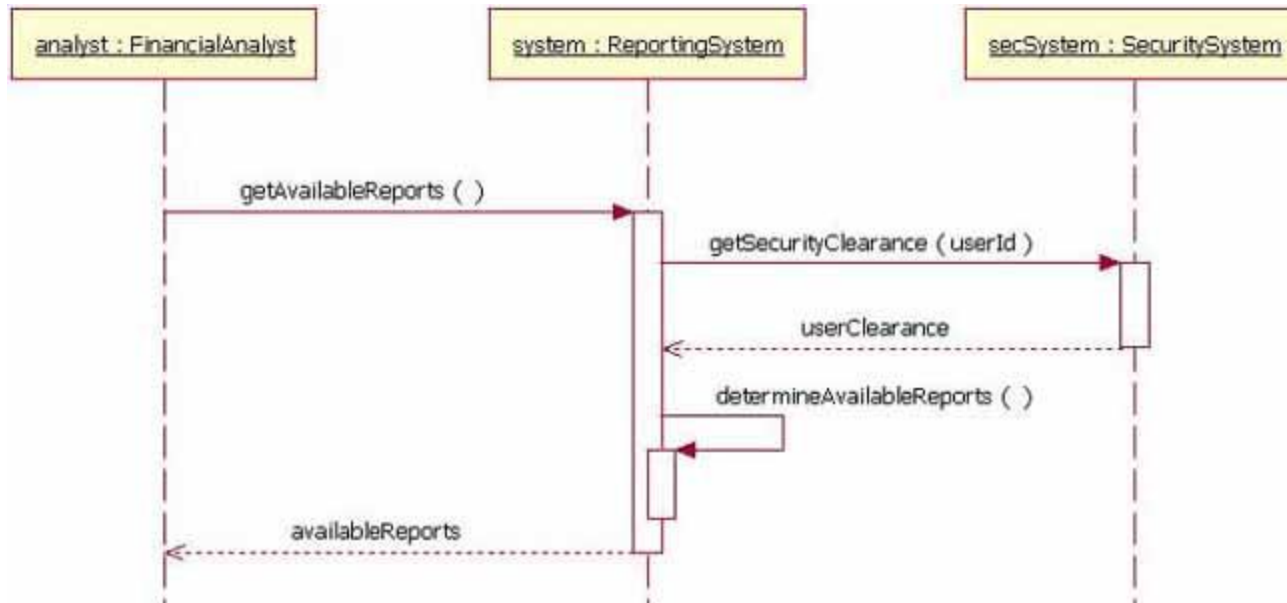 analyst : FinancialAnalyst
system : ReportingSystem
secSystem : SecuritySystem
getAvailableReports ( )
getSecurityClearance ( userId )
userClearance
determineAvailableReports ( )
availableReports